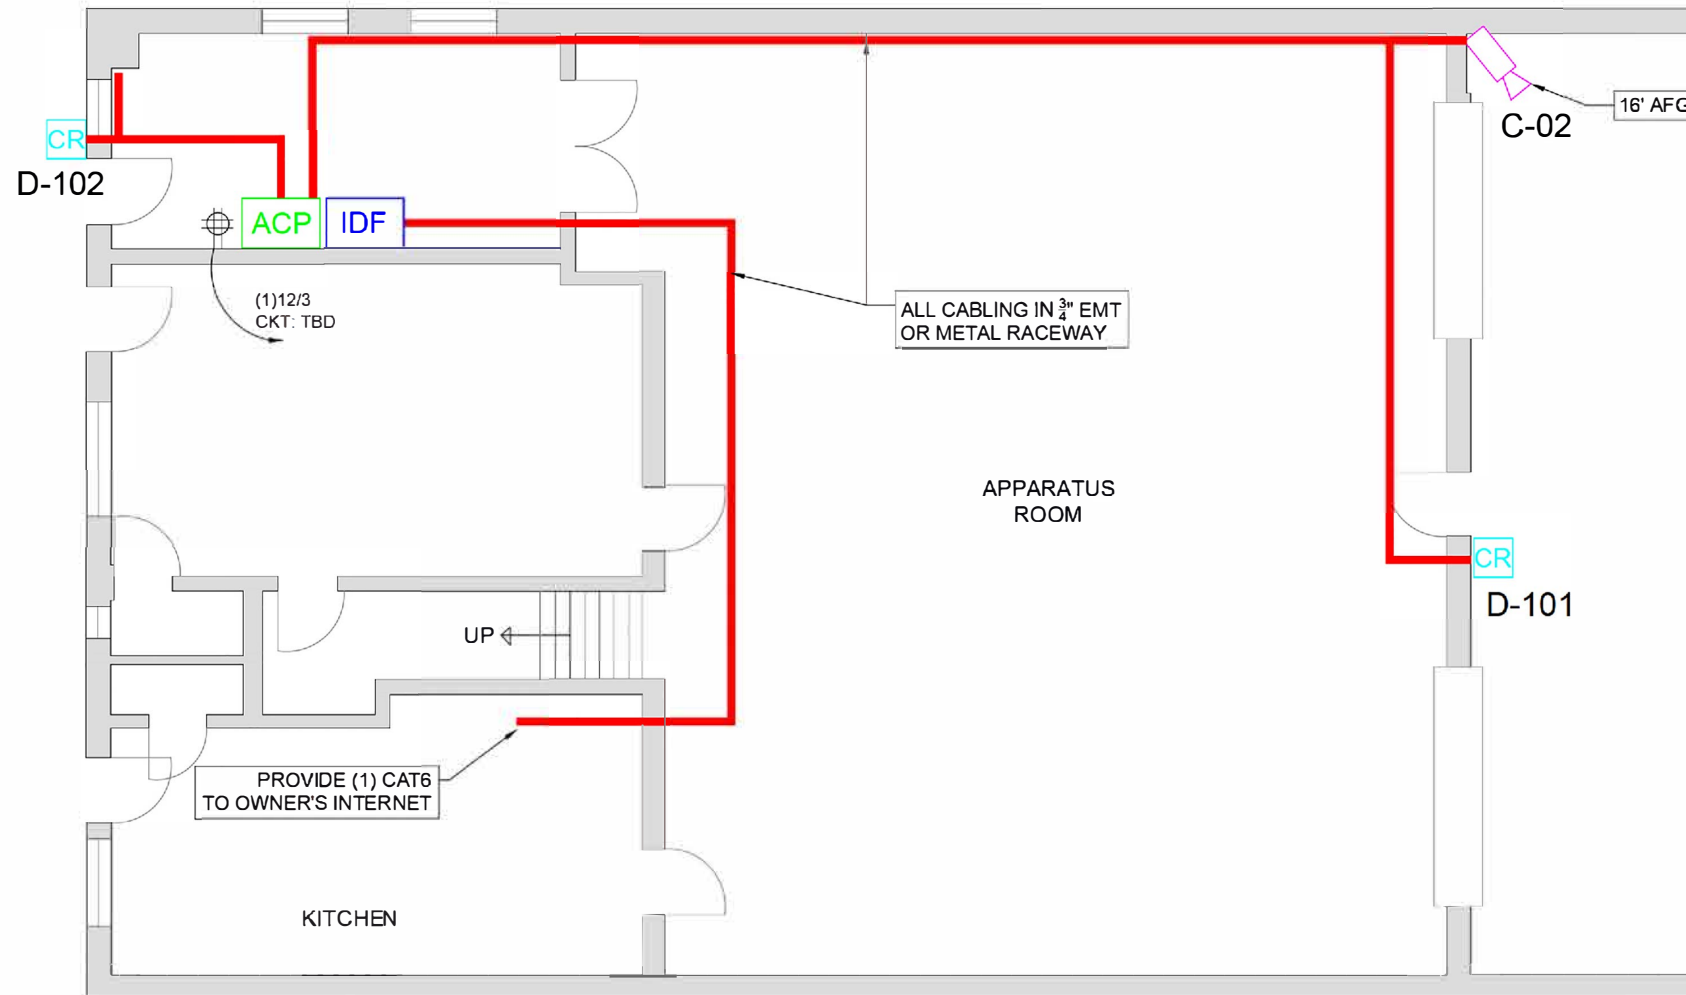 C-02
16' AFG
CR
D-102
ACP
IDF
(1)12/3
CKT: TBD
ALL CABLING IN 3/4" EMT
OR METAL RACEWAY
APPARATUS
ROOM
CR
D-101
UP
PROVIDE (1) CAT6
TO OWNER'S INTERNET
KITCHEN